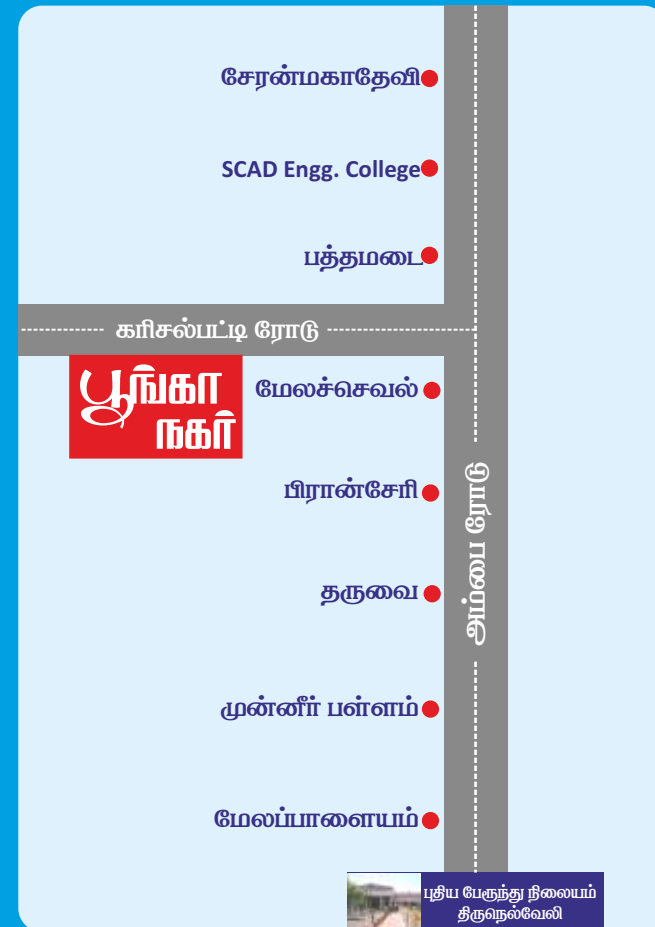 சேரன்மகாதேவி
SCAD Engg. College
பத்தமடை
கரிசல்பட்டி ரோடு
பூங்கா
நகர்
மேலச்செவல்
பிரான்சேரி
அம்பை ரோடு
தருவை
முன்னீர் பள்ளம்
மேலப்பாளையம்
புதிய பேருந்து நிலையம்
திருநெல்வேலி